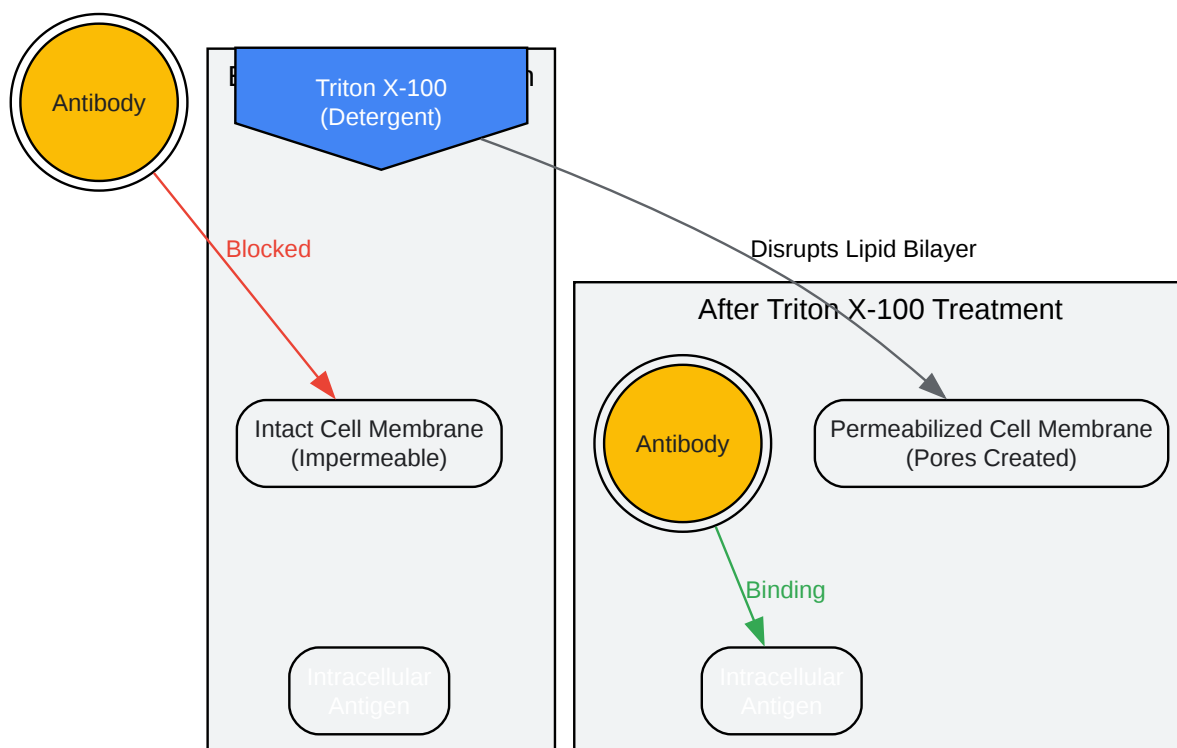 Antibody
Triton X-100
(Detergent)
Blocked
Disrupts Lipid Bilayer
After Triton X-100 Treatment
Intact Cell Membrane
(Impermeable)
Antibody
Permeabilized Cell Membrane
(Pores Created)
Binding
Intracellular
Antigen
Intracellular
Antigen